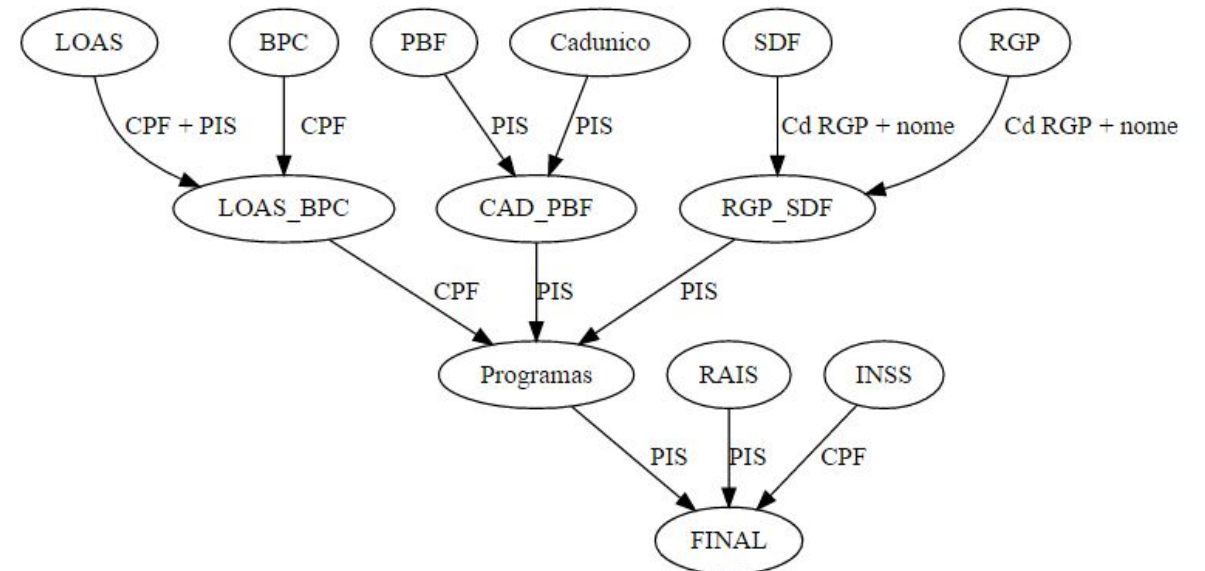 LOAS
BPC
PBF
Cadunico
SDF
RGP
CPF + PIS
CPF
PIS
PIS
Cd RGP + nome
Cd RGP + nome
LOAS_BPC
CAD_PBF
RGP_SDF
CPF
PIS
PIS
Programas
RAIS
INSS
PIS
PIS
CPF
FINAL